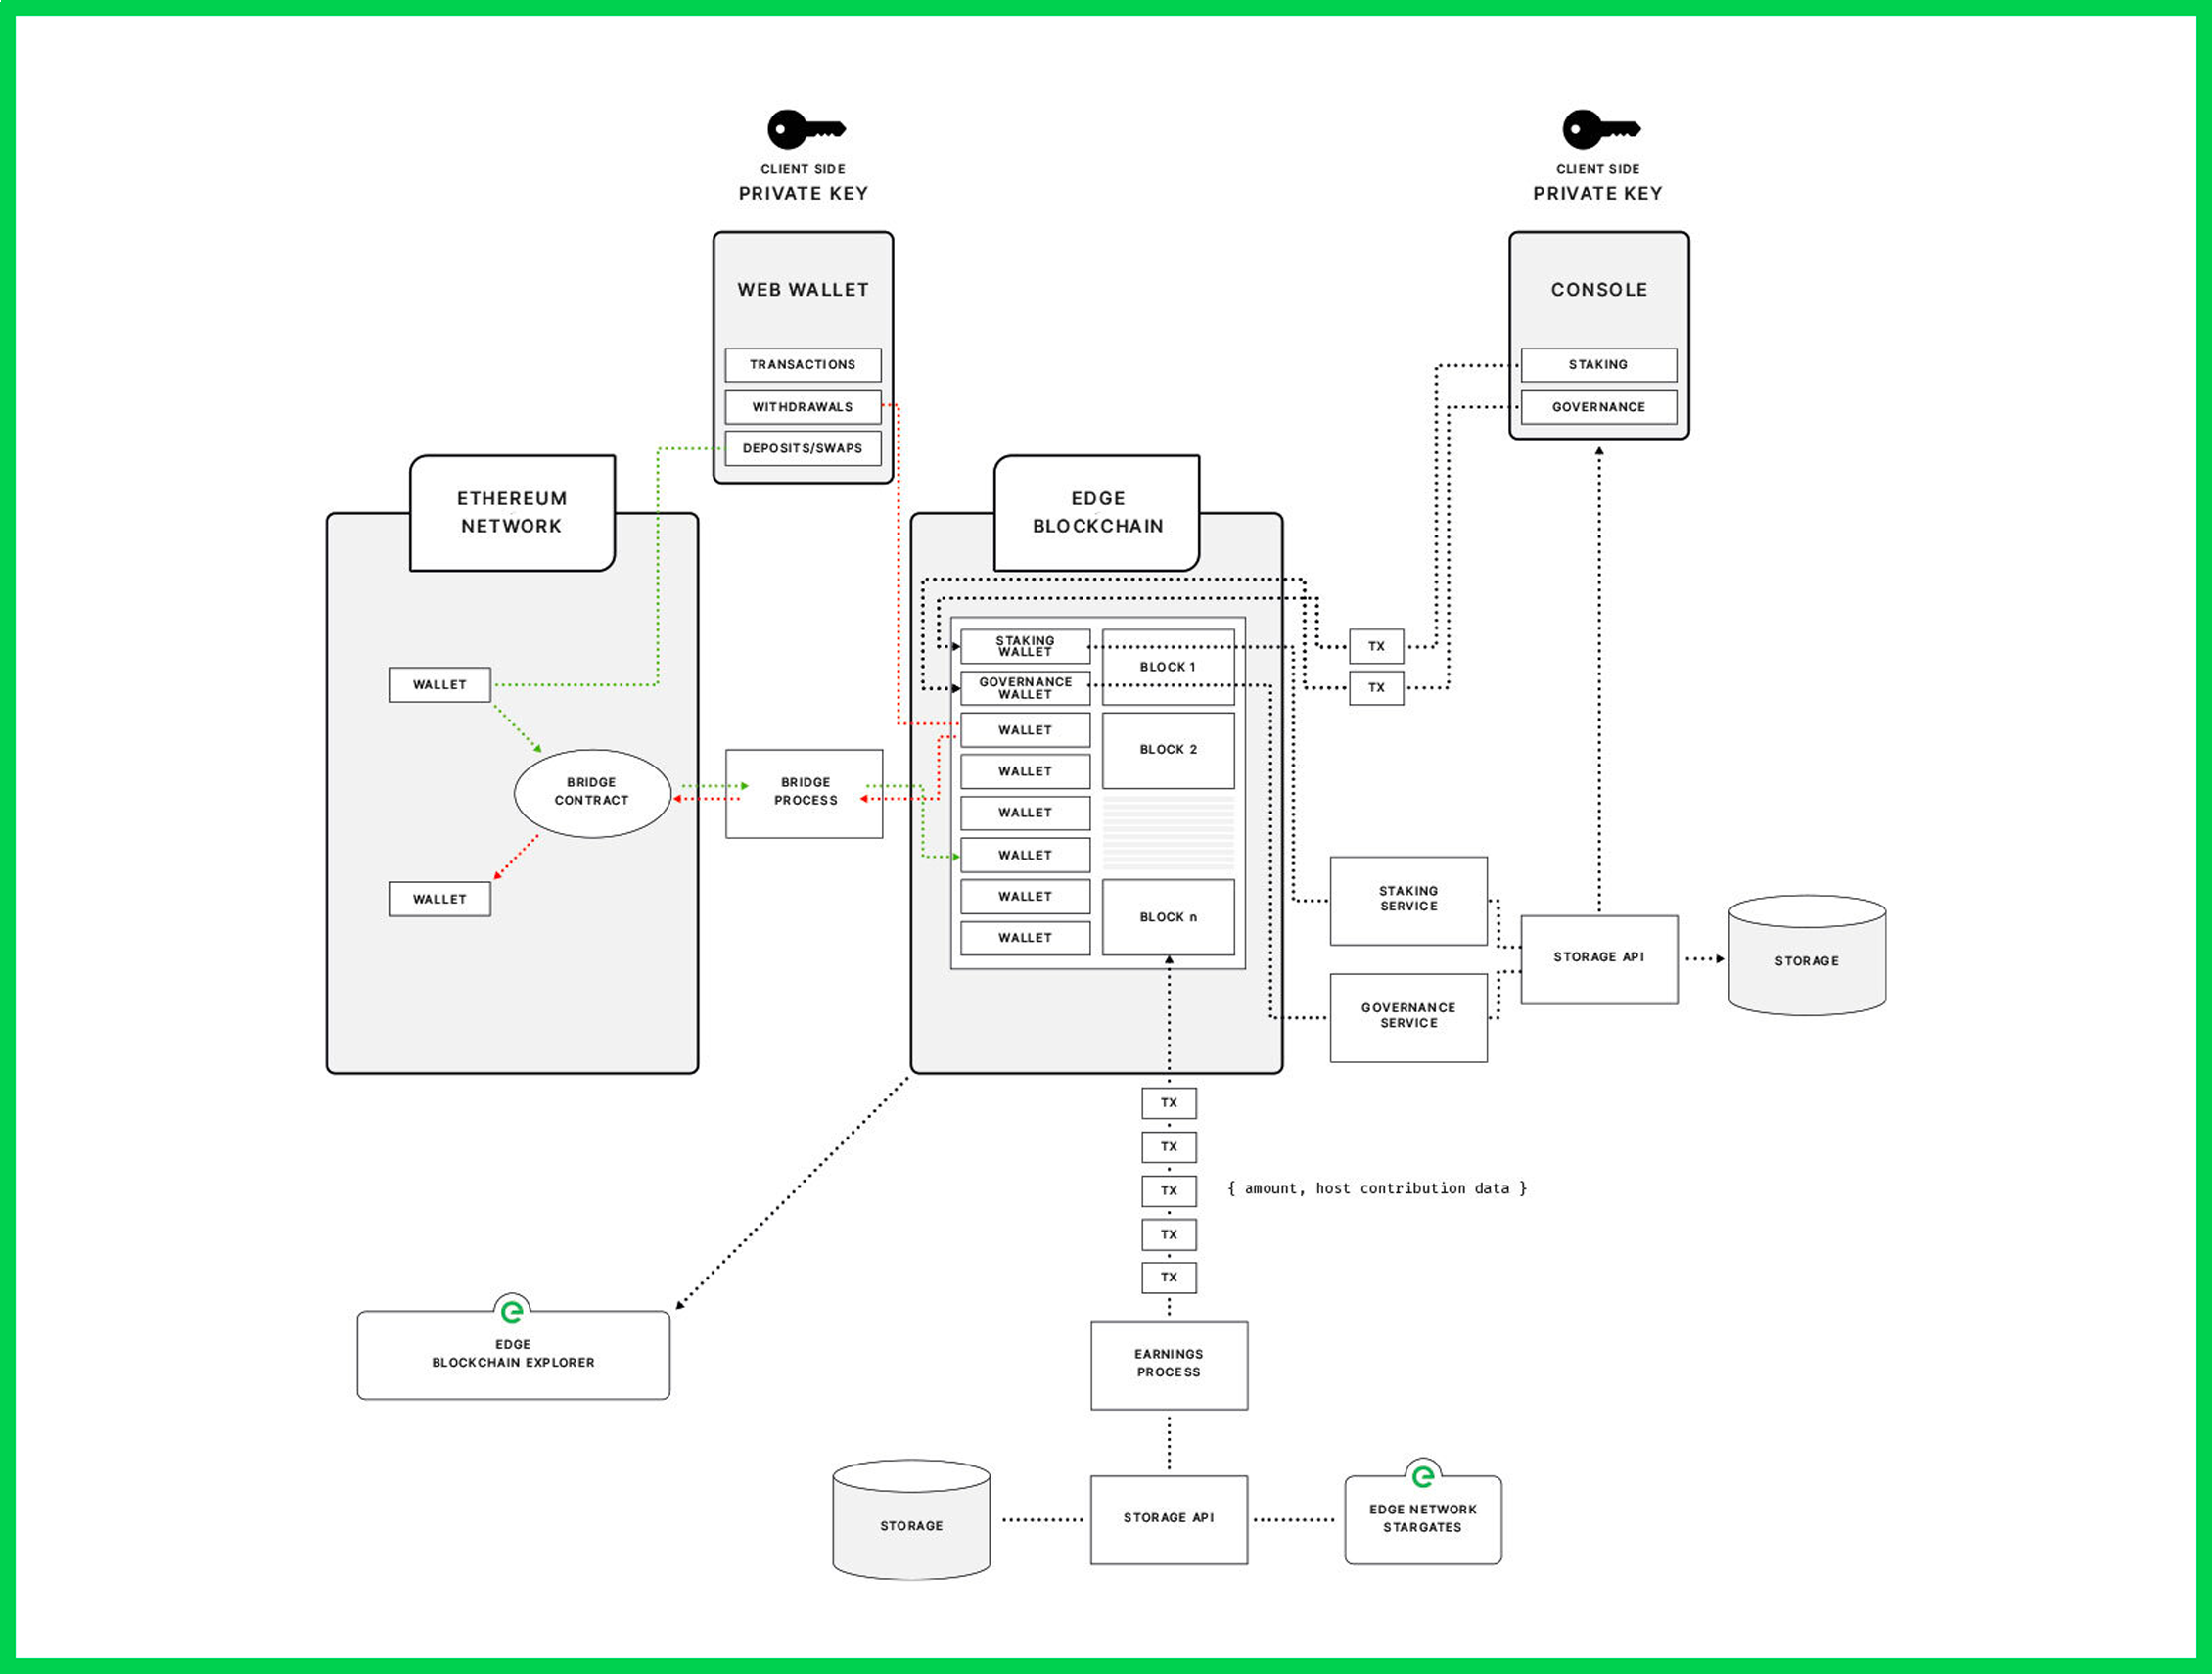 CLIENT SIDE
PRIVATE KEY
CLIENT SIDE
PRIVATE KEY
WEB WALLET
TRANSACTIONS
WITHDRAWALS
DEPOSITS/SWAPS
CONSOLE
STAKING
GOVERNANCE
ETHEREUM
NETWORK
WALLET
BRIDGE
CONTRACT
WALLET
BRIDGE
PROCESS
EDGE
BLOCKCHAIN
STAKING
WALLET
GOVERNANCE
WALLET
WALLET
WALLET
WALLET
WALLET
WALLET
WALLET
BLOCK 1
BLOCK 2
BLOCK n
TX
TX
STAKING
SERVICE
GOVERNANCE
SERVICE
STORAGE API
STORAGE
TX
TX
TX
TX
TX
{ amount, host contribution data }
EDGE
BLOCKCHAIN EXPLORER
EARNINGS
PROCESS
STORAGE
STORAGE API
EDGE NETWORK
STARGATES